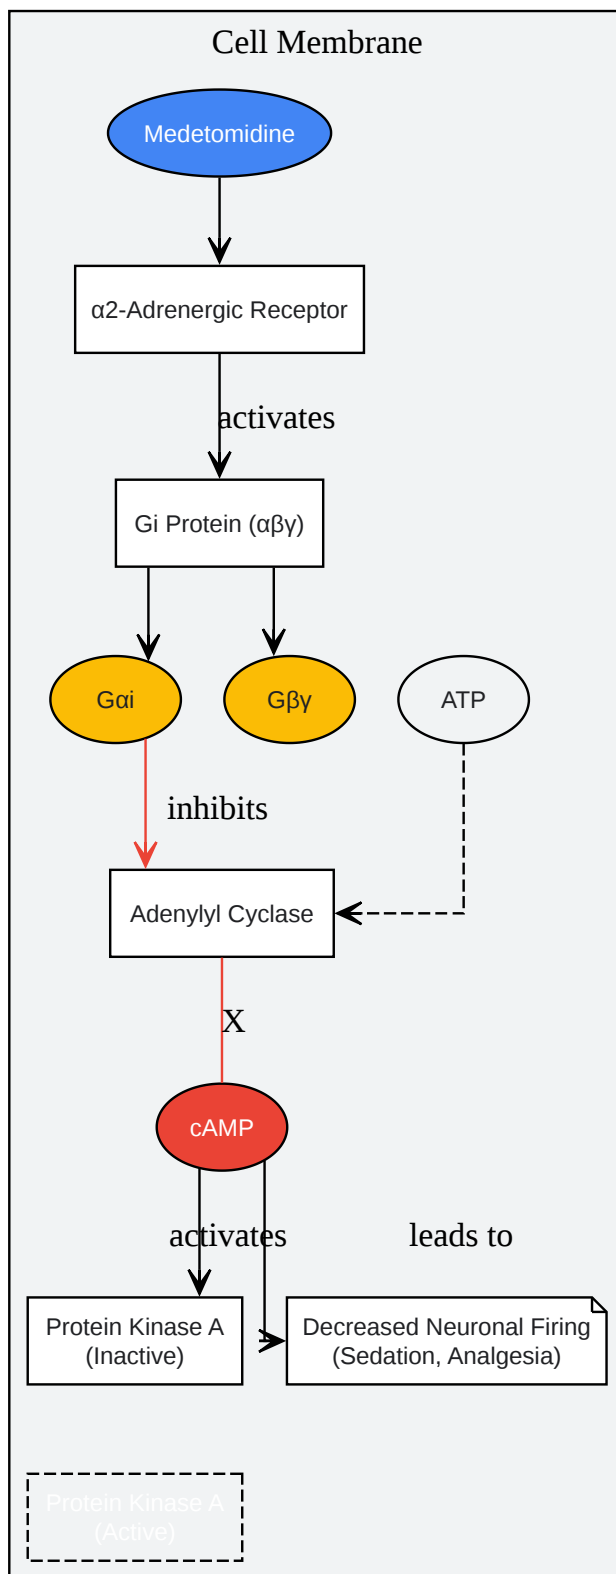 Cell Membrane
Medetomidine
α2-Adrenergic Receptor
activates
Gi Protein (αβγ)
Gαi
Gβγ
ATP
inhibits
Adenylyl Cyclase
X
cAMP
activates
leads to
Protein Kinase A
(Inactive)
Decreased Neuronal Firing
(Sedation, Analgesia)
Protein Kinase A
(Active)